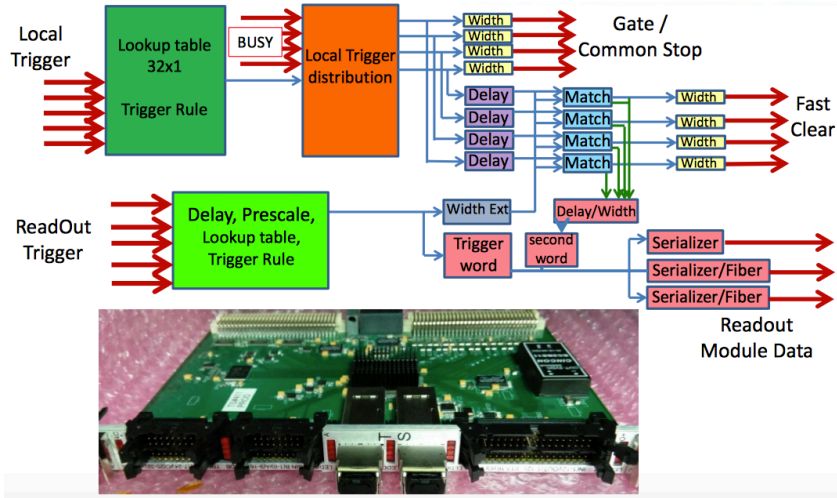 Local
Trigger
Lookup table
32x1
Trigger Rule
BUSY
Local Trigger
distribution
Width
Width
Width
Width
Gate /
Common Stop
Delay
Delay
Delay
Delay
Match
Match
Match
Match
Width
Width
Width
Fast
Clear
ReadOut
Trigger
Delay, Prescale,
Lookup table,
Trigger Rule
Width Ext
Delay/Width
Trigger
word
second
word
Serializer
Serializer/Fiber
Serializer/Fiber
Readout
Module Data
CINCON
T S